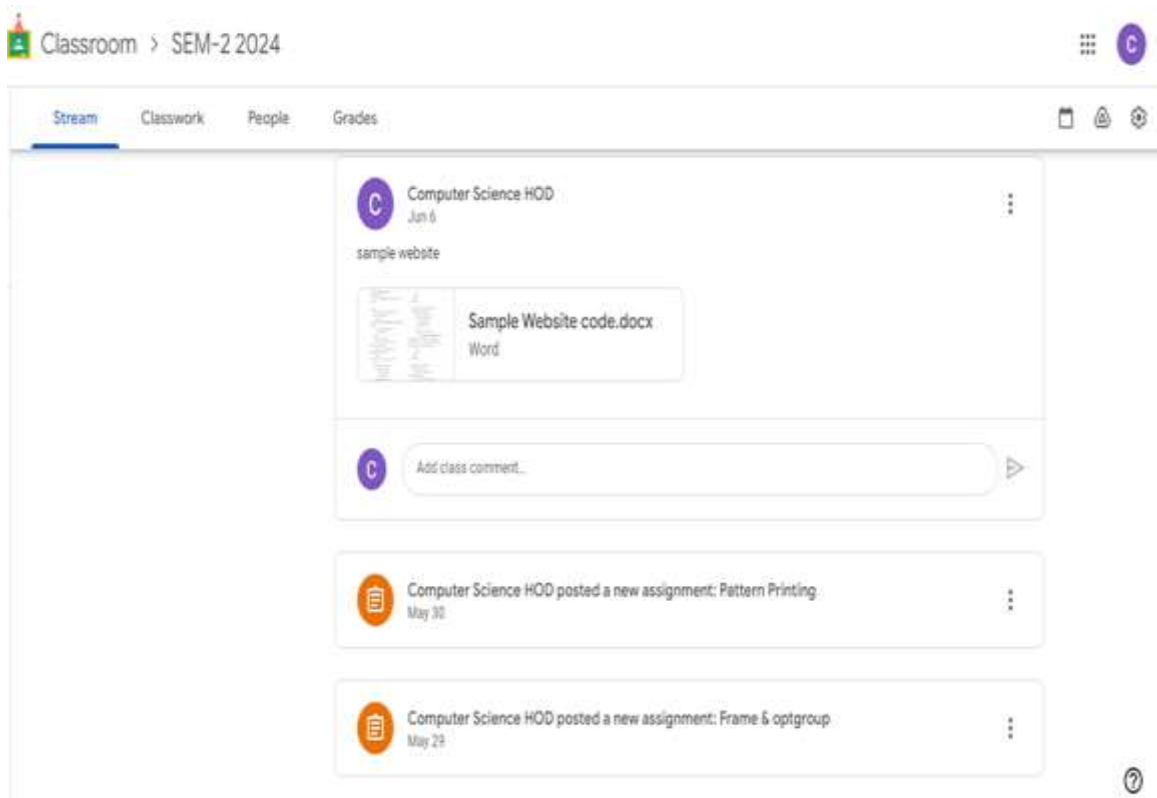 Classroom > SEM-2 2024
C
Stream Classwork People Grades
C
Computer Science HOD
Jun 6
sample website
Sample Website code.docx
Word
C
Add class comment...
Computer Science HOD posted a new assignment: Pattern Printing
May 30
Computer Science HOD posted a new assignment: Frame & optgroup
May 29